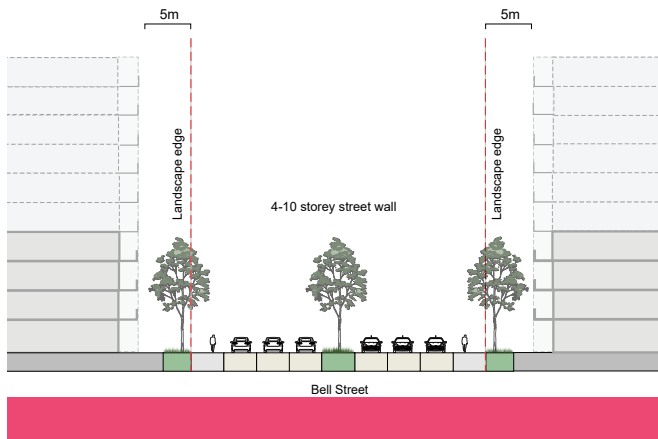 5m
5m
Landscape edge
Landscape edge
4-10 storey street wall
Bell Street